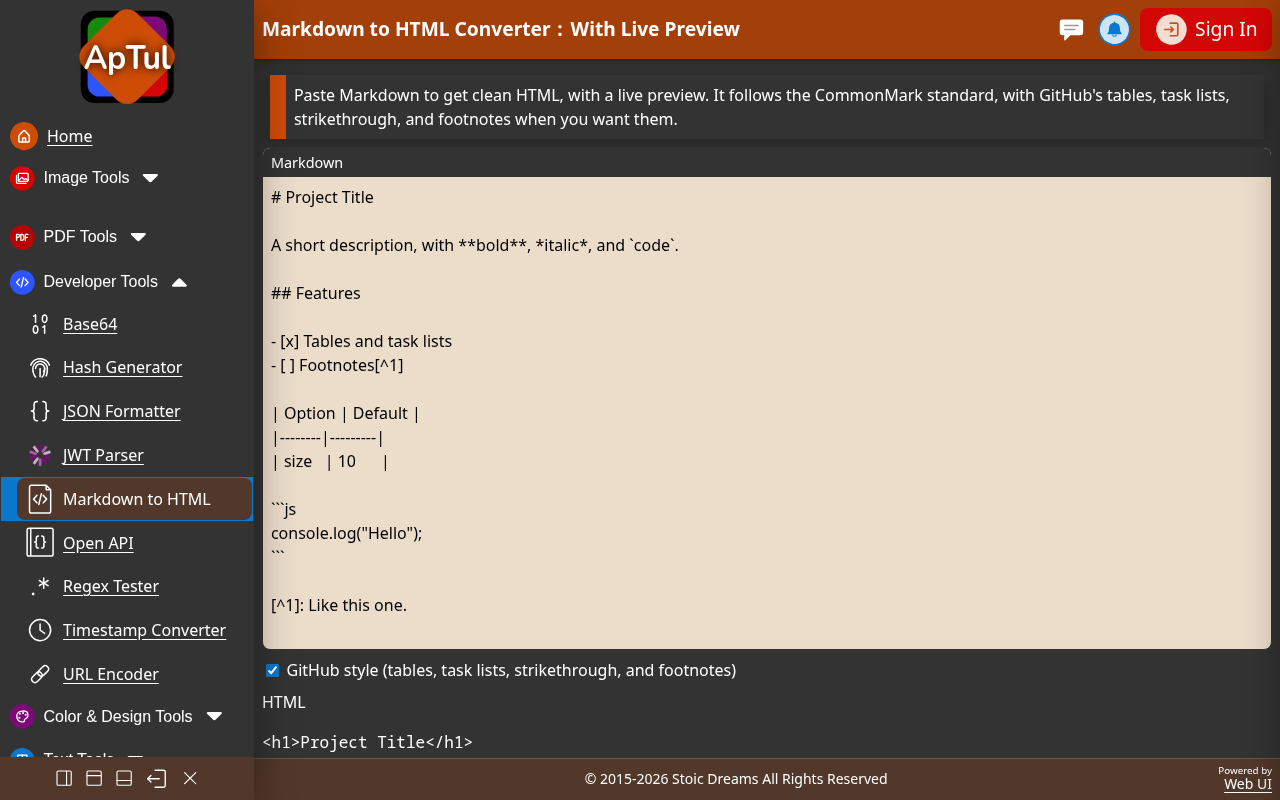 ApTul
Home
Image Tools
PDF
PDF Tools
Developer Tools
Base64
Hash Generator
JSON Formatter
JWT Parser
Markdown to HTML
Open API
Regex Tester
Timestamp Converter
URL Encoder
Color & Design Tools
Text Tools
Markdown to HTML Converter : With Live Preview
Sign In
Paste Markdown to get clean HTML, with a live preview. It follows the CommonMark standard, with GitHub's tables, task lists,
strikethrough, and footnotes when you want them.
Markdown
# Project Title
A short description, with **bold**, *italic*, and `code`.
## Features
- [x] Tables and task lists
- [ ] Footnotes[^1]
| Option | Default |
|--------|---------|
| size   | 10      |
```js
console.log("Hello");
```
[^1]: Like this one.
GitHub style (tables, task lists, strikethrough, and footnotes)
HTML
<h1>Project Title</h1>
© 2015-2026 Stoic Dreams All Rights Reserved
Powered by
Web UI